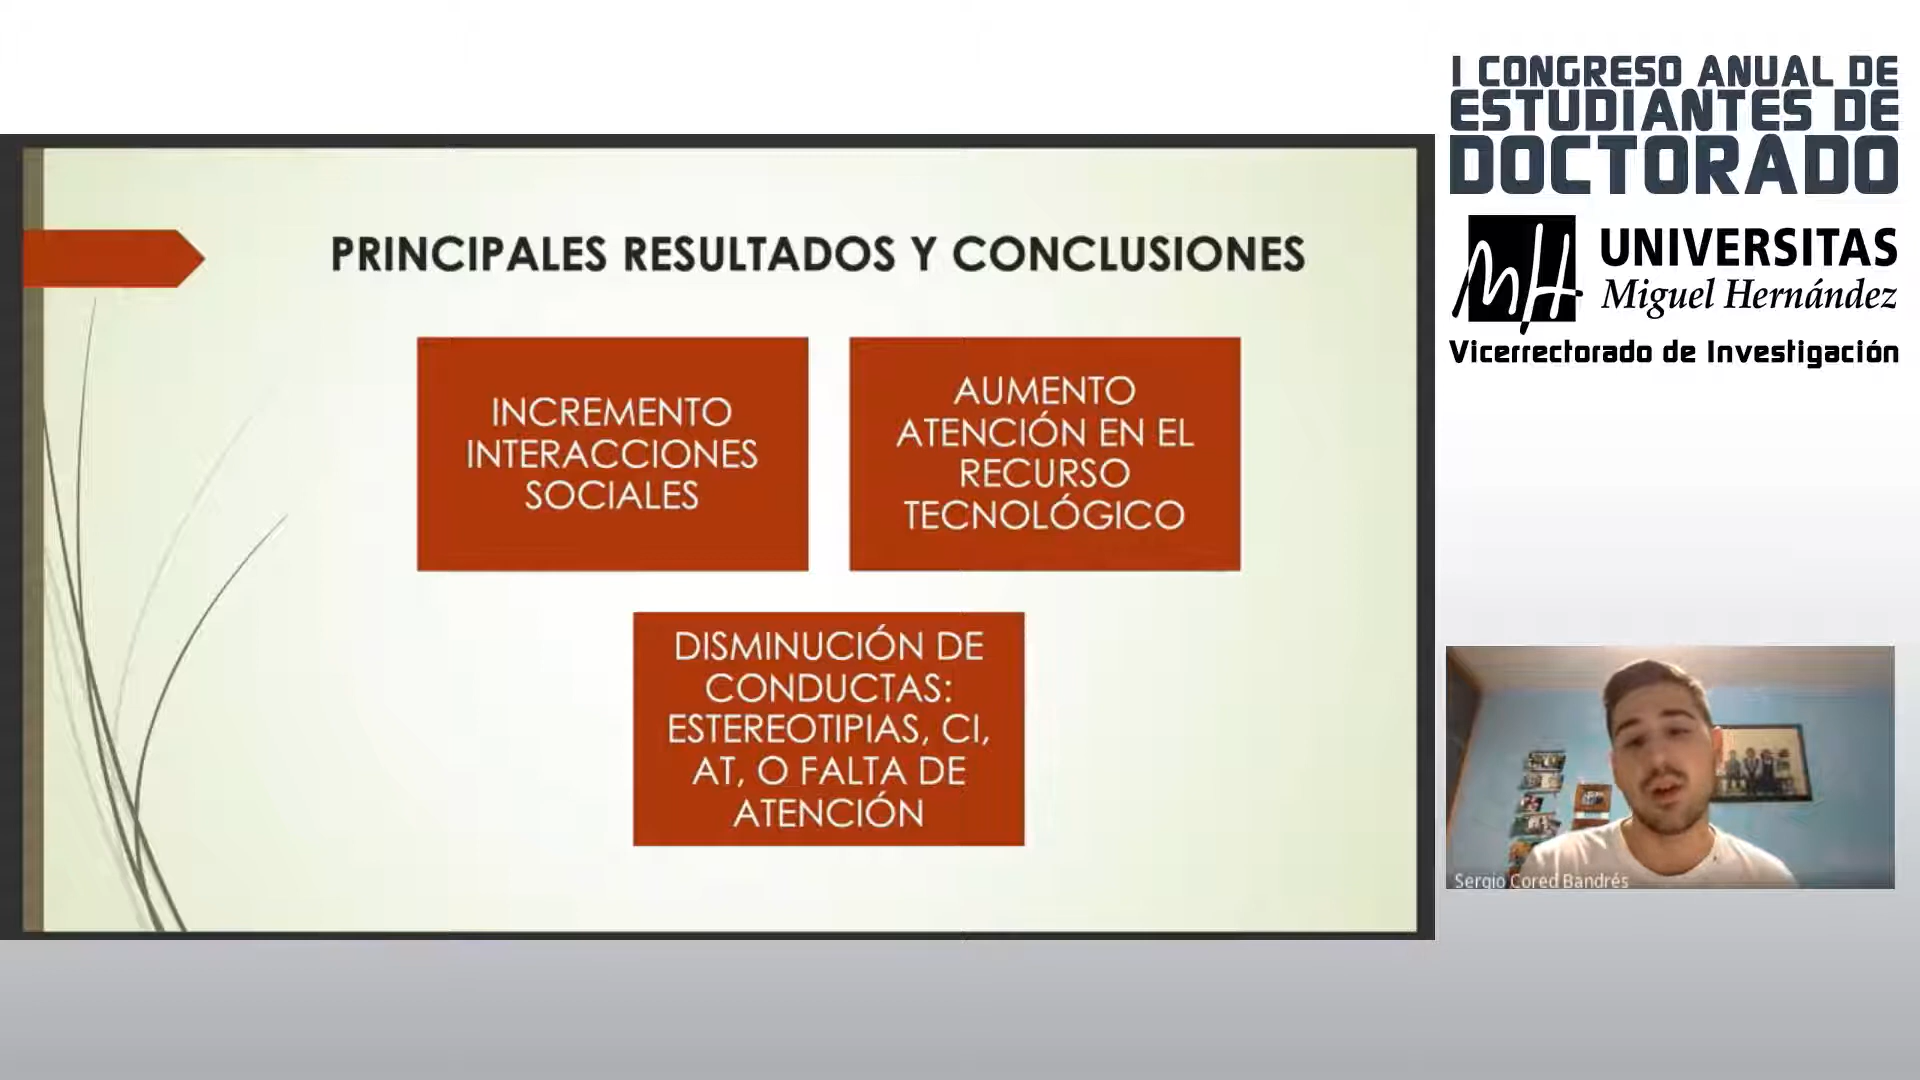 I CONGRESO ANUAL DE
ESTUDIANTES DE
DOCTORADO
UNIVERSITAS
Miguel Hernández
Vicerrectorado de Investigación
PRINCIPALES RESULTADOS Y CONCLUSIONES
INCREMENTO
INTERACCIONES
SOCIALES
AUMENTO
ATENCIÓN EN EL
RECURSO
TECNOLÓGICO
DISMINUCIÓN DE
CONDUCTAS:
ESTEREOTIPIAS, CI,
AT, O FALTA DE
ATENCIÓN
Sergio Cored Bandrés